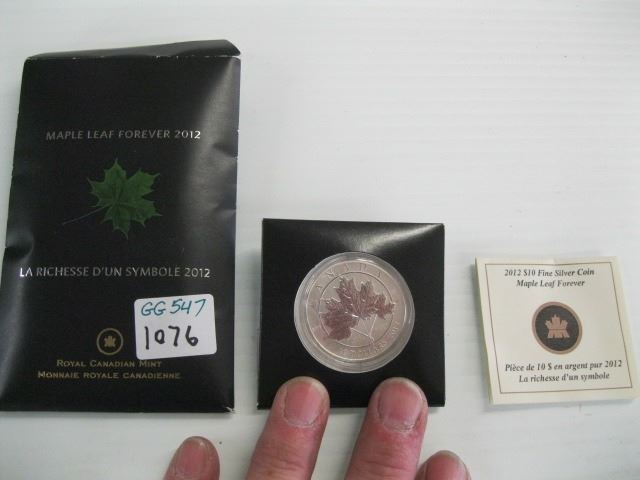 MAPLE LEAF FOREVER 2012
LA RICHESSE D'UN SYMBOLE 2012
GG 547
1076
ROYAL CANADIAN MINT
MONNAIE ROYALE CANADIENNE
CANADA
2012 $10 Fine Silver Coin
Maple Leaf Forever
Pièce de 10 $ en argent pur 2012
La richesse d'un symbole